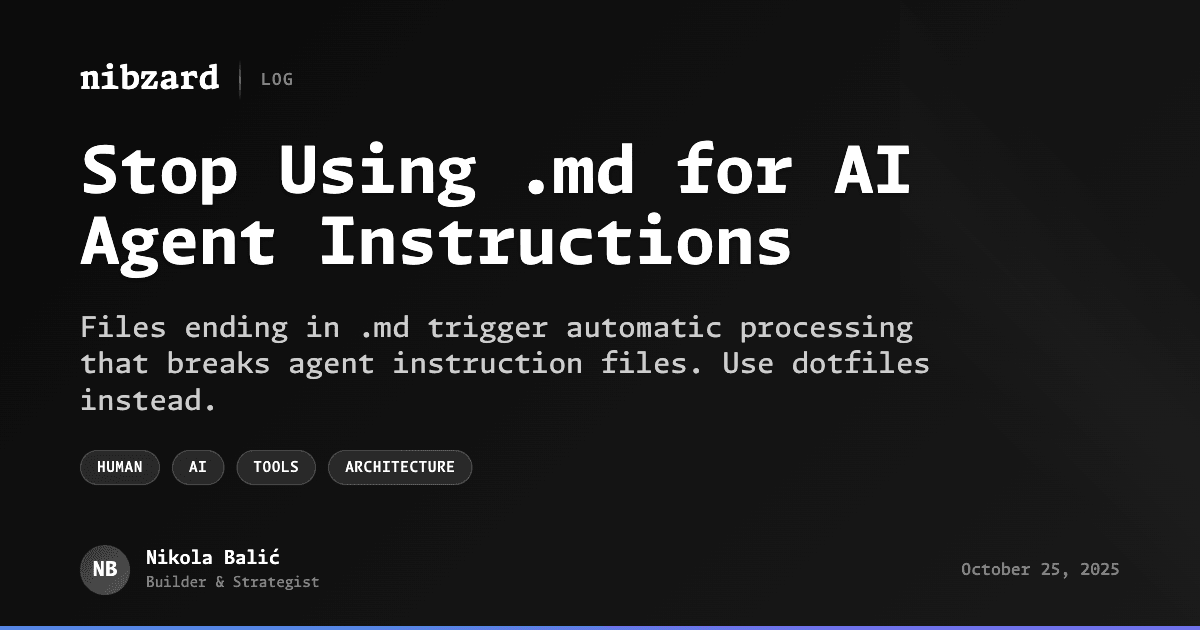 nibzard
LOG
Stop Using .md for AI
Agent Instructions
Files ending in .md trigger automatic processing
that breaks agent instruction files. Use dotfiles
instead.
HUMAN AI TOOLS ARCHITECTURE
NB
Nikola Balić
Builder & Strategist
October 25, 2025